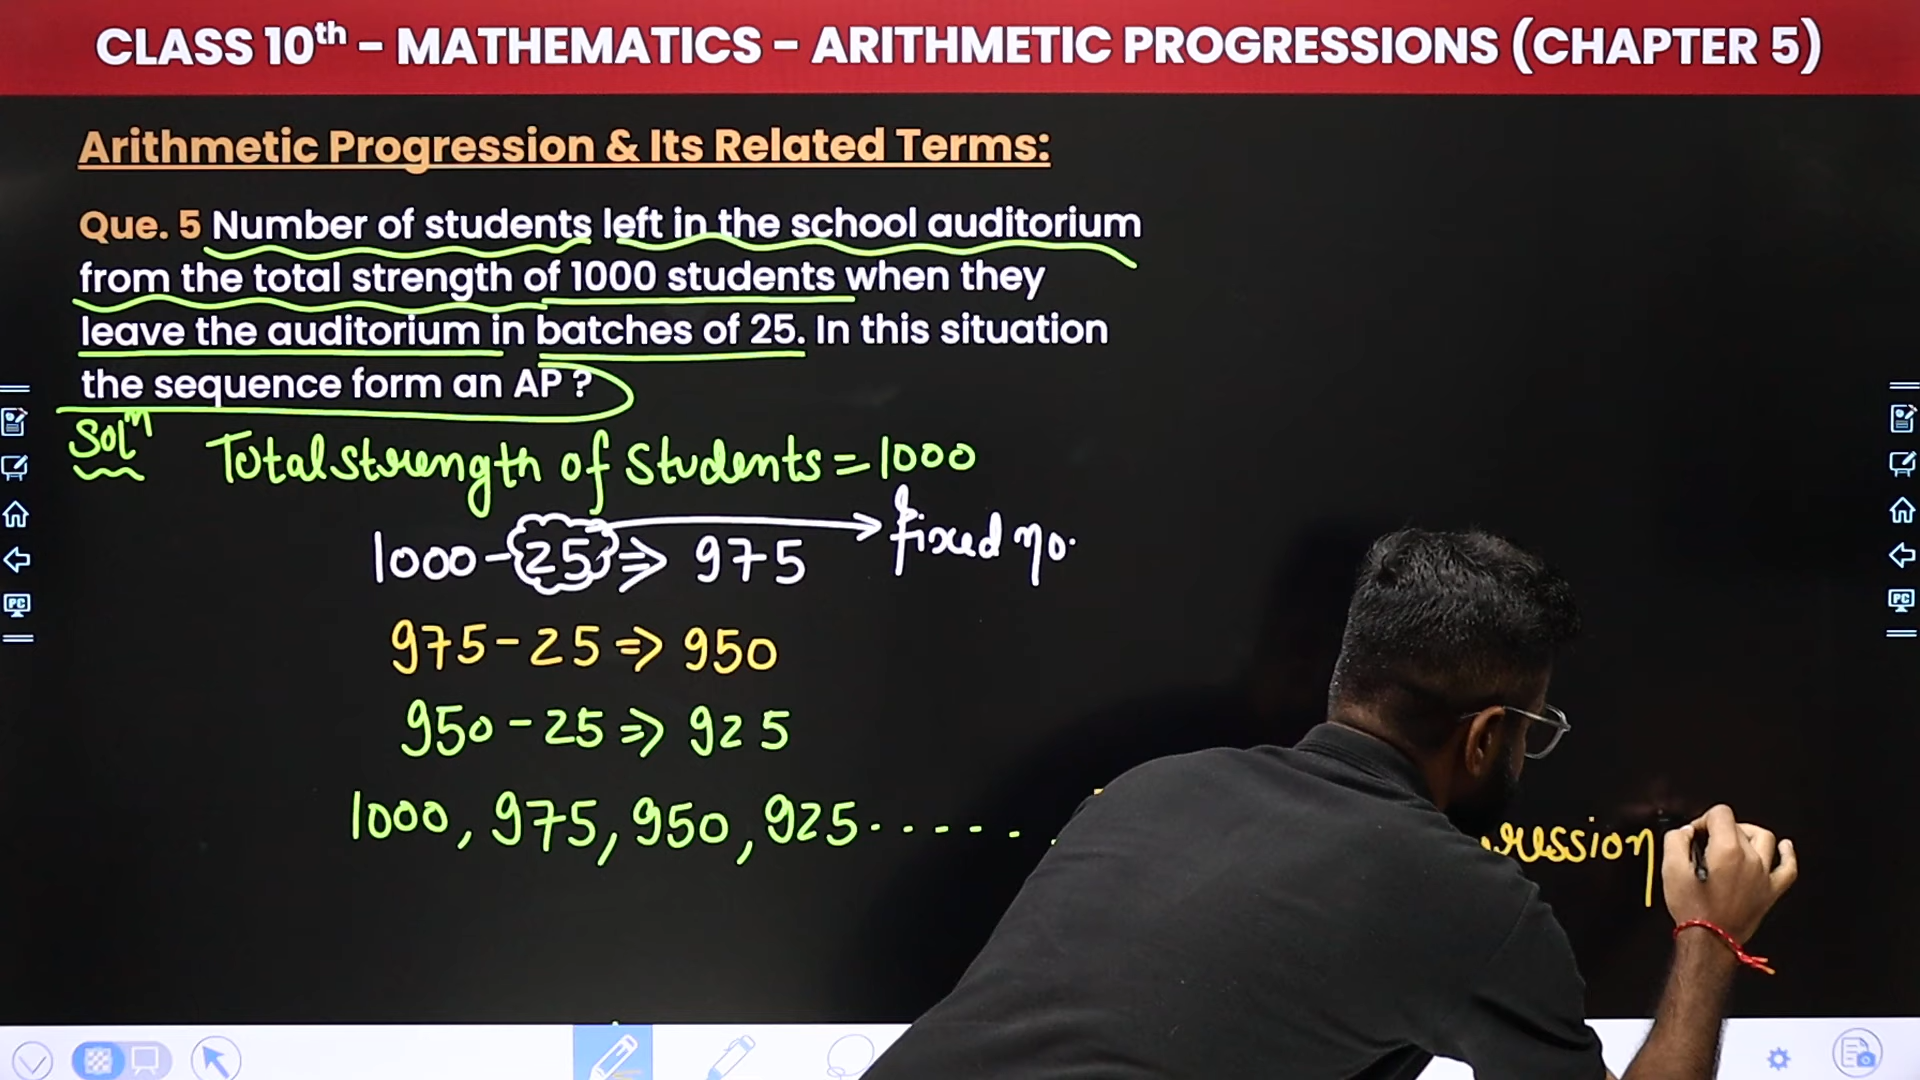 CLASS 10th - MATHEMATICS - ARITHMETIC PROGRESSIONS (CHAPTER 5)
Arithmetic Progression & Its Related Terms:
Que. 5 Number of students left in the school auditorium
from the total strength of 1000 students when they
leave the auditorium in batches of 25. In this situation
the sequence form an AP ?
Solⁿ Total strength of Students = 1000
1000 - 25 ⇒ 975 → fixed no.
975 - 25 ⇒ 950
950 - 25 ⇒ 925
1000, 975, 950, 925 . . . . . .
PC
PC